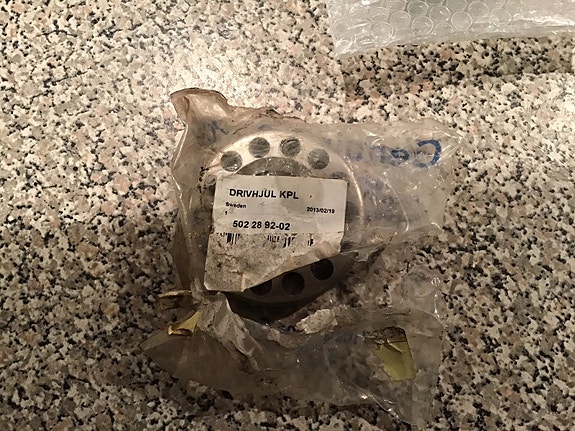 DRIVHJUL KPL
Sweden 2013/02/19
1
502 28 92-02